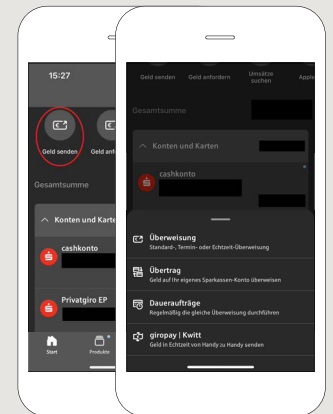 15:27
Geld senden
Geld anf
Gesamtsumme
Konten und Karte
cashkonto
Privatgiro EP
Start
Produkte
Geld senden
Geld anfordern
Umsätze
suchen
Apple
Gesamtsumme
Konten und Karten
cashkonto
Überweisung
Standard-, Termin- oder Echtzeit-Überweisung
Übertrag
Geld auf Ihr eigenes Sparkassen-Konto überweisen
Daueraufträge
Regelmäßig die gleiche Überweisung durchführen
giropay | Kwitt
Geld in Echtzeit von Handy zu Handy senden